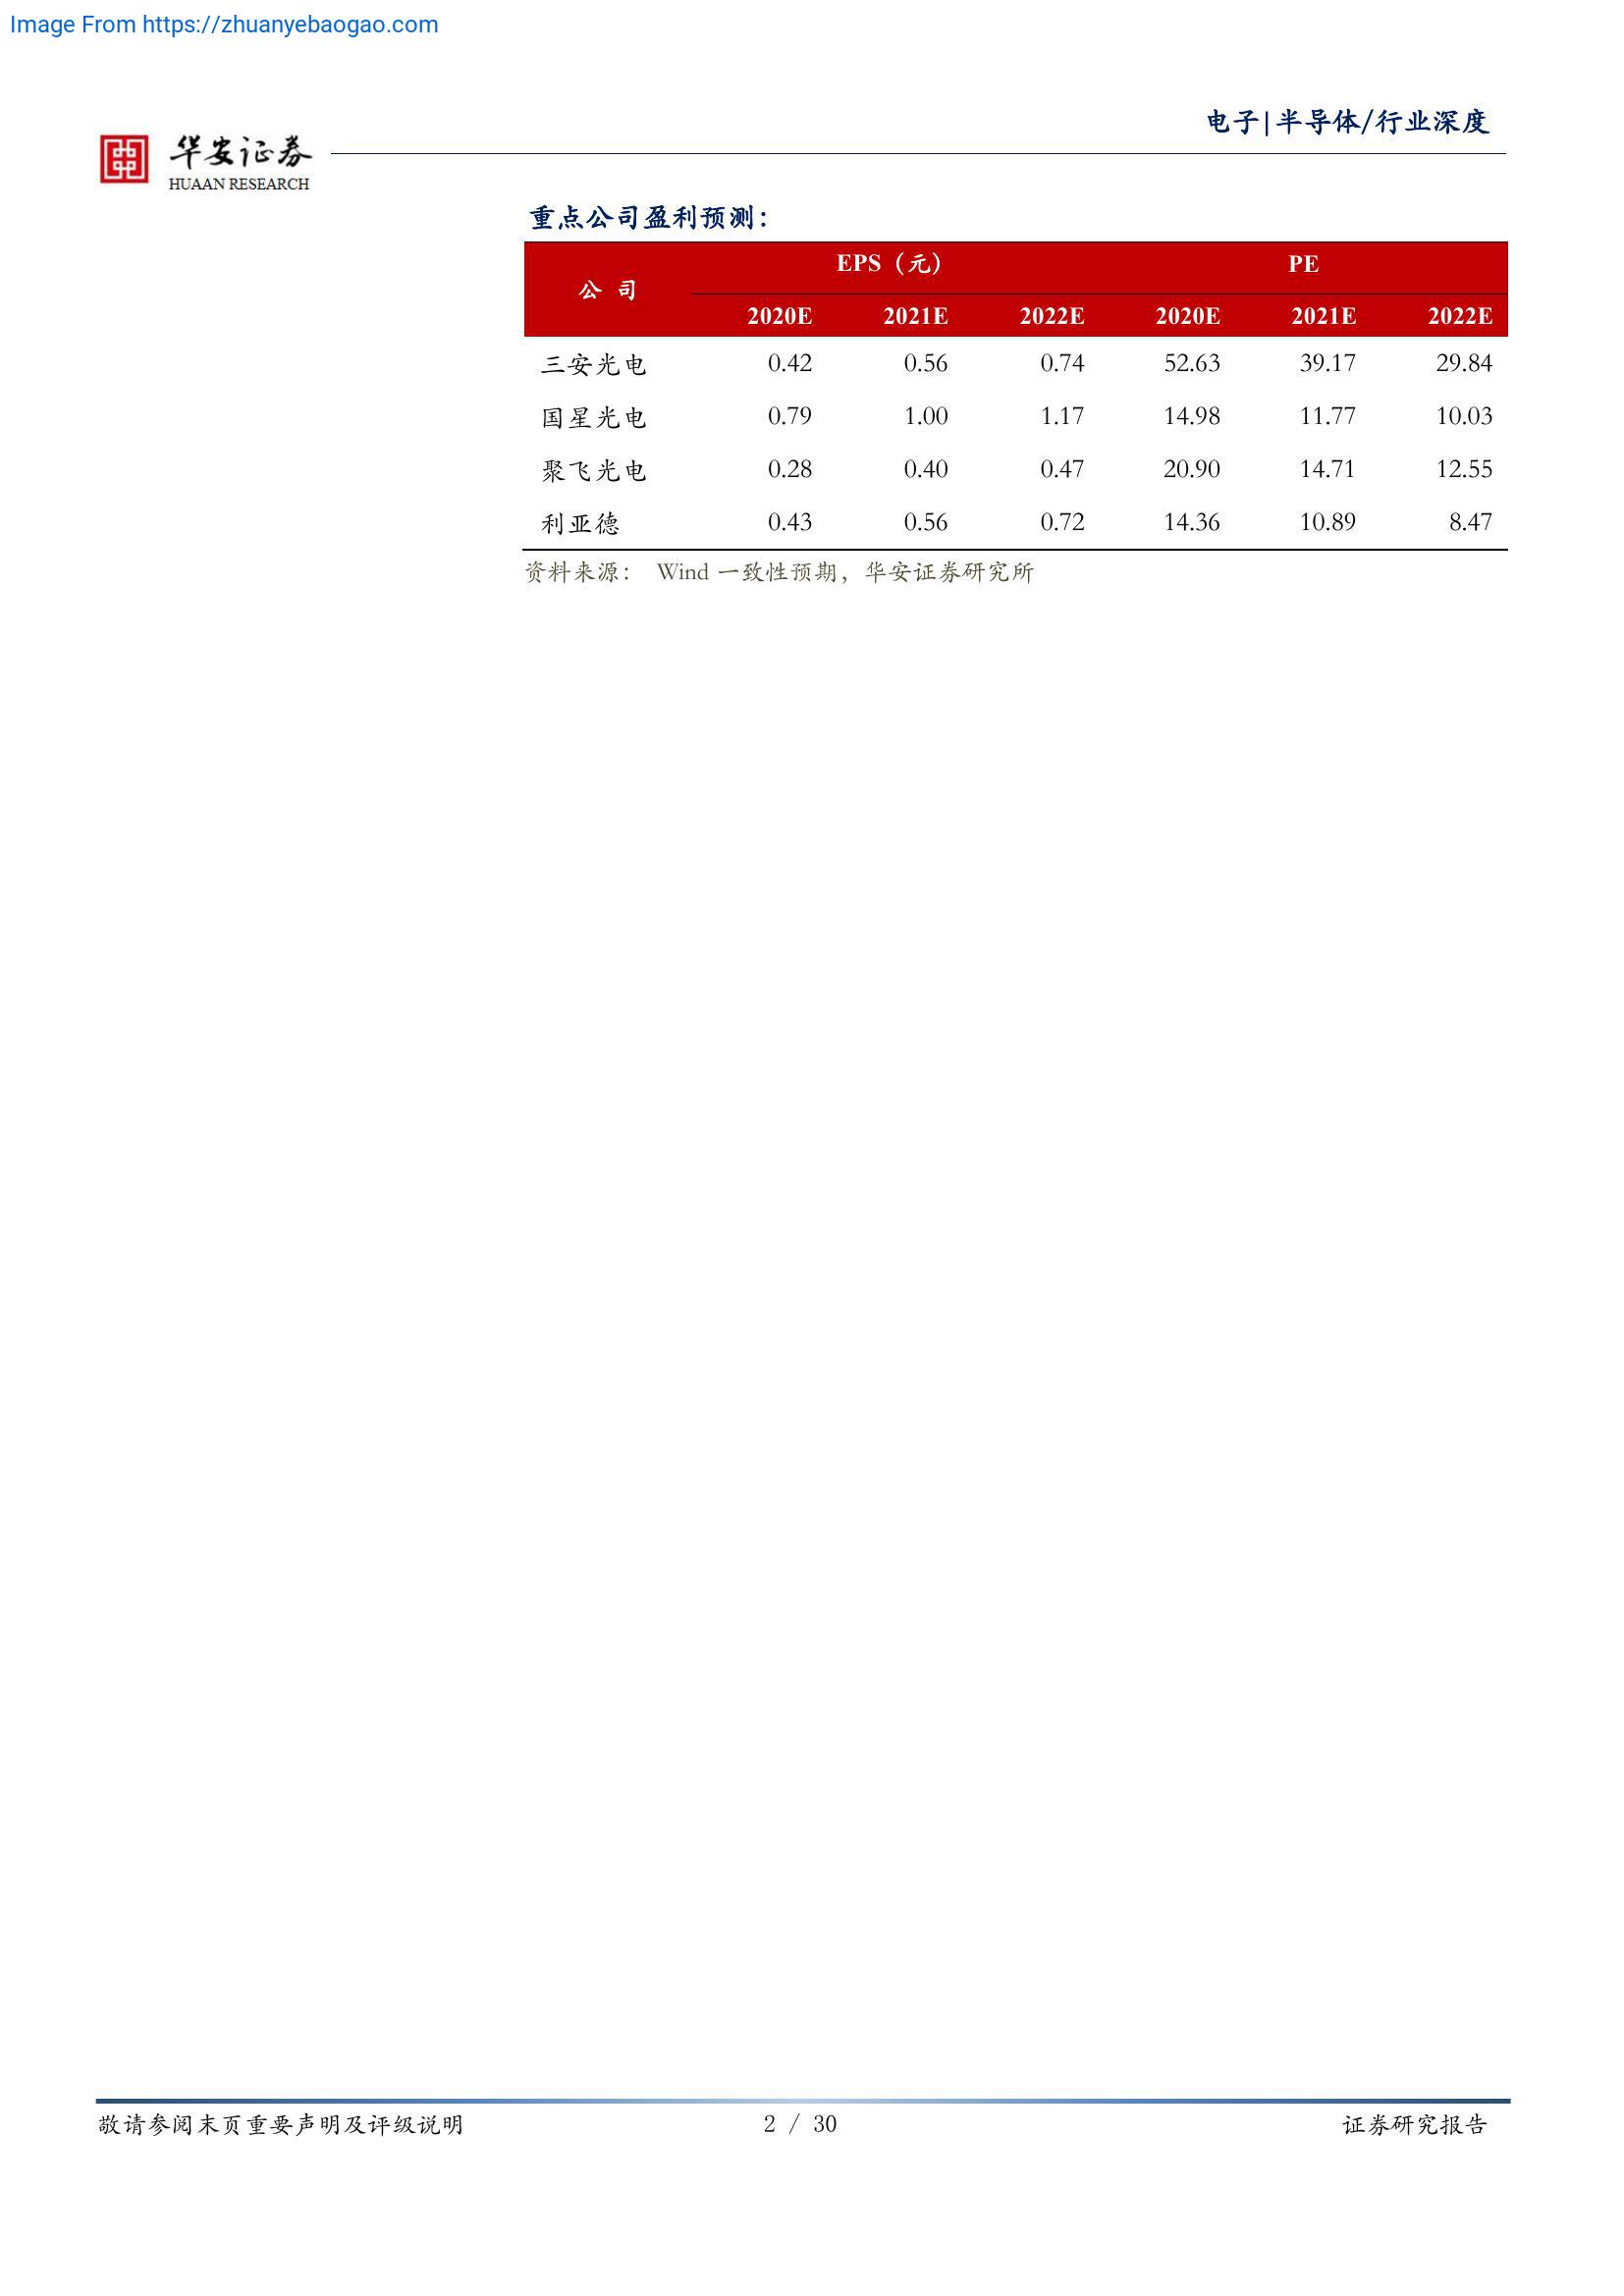 Image From https://zhuanyebaogao.com
电子|半导体/行业深度
华安证券
HUAAN RESEARCH
重点公司盈利预测：
公 司 EPS（元） PE
2020E 2021E 2022E 2020E 2021E 2022E
三安光电 0.42 0.56 0.74 52.63 39.17 29.84
国星光电 0.79 1.00 1.17 14.98 11.77 10.03
聚飞光电 0.28 0.40 0.47 20.90 14.71 12.55
利亚德 0.43 0.56 0.72 14.36 10.89 8.47
资料来源： Wind 一致性预期，华安证券研究所
敬请参阅末页重要声明及评级说明 2 / 30 证券研究报告